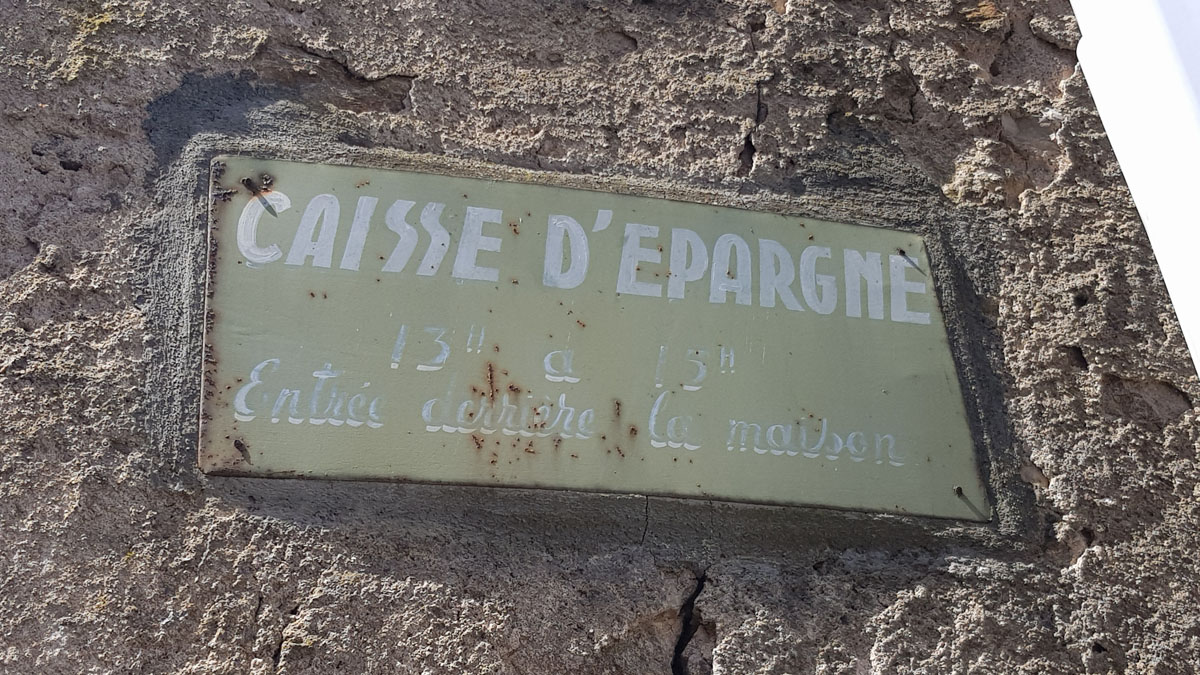 CAISSE D'EPARGNE
13H à 15H
Entrée derrière la maison